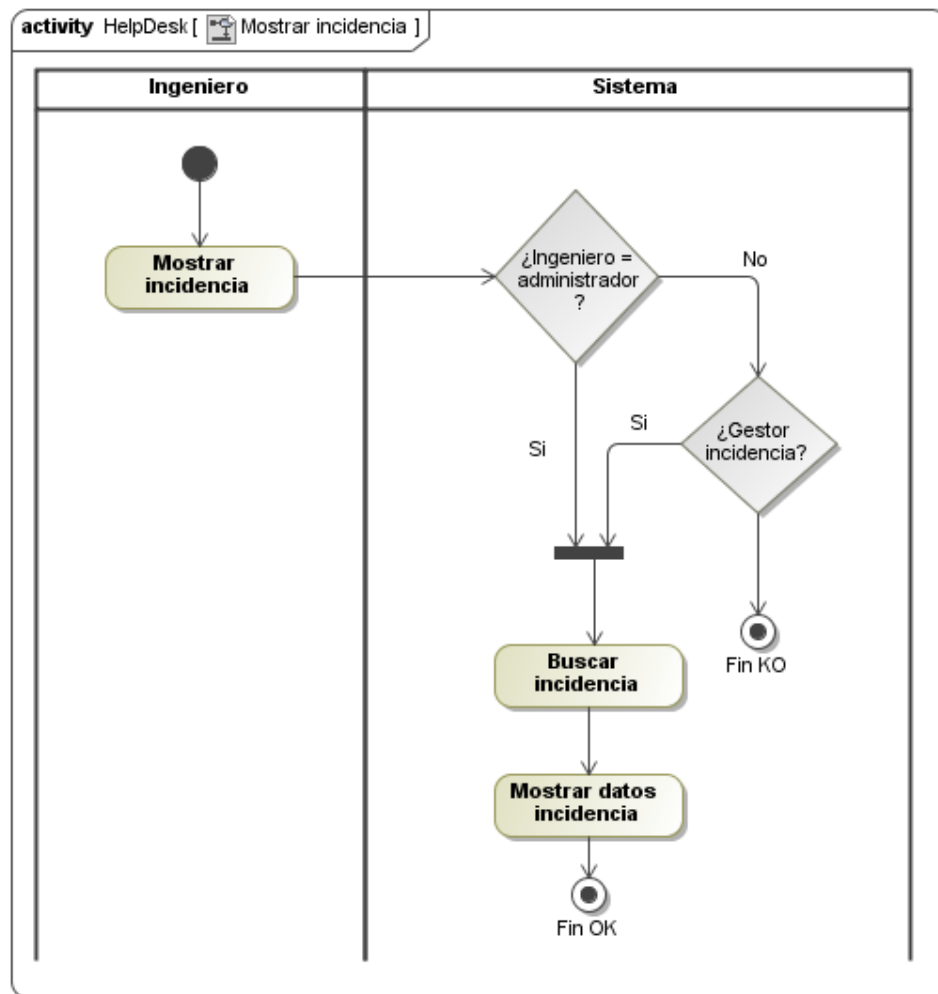 activity HelpDesk [ Mostrar incidencia ]
Ingeniero
Sistema
Mostrar
incidencia
¿Ingeniero =
administrador
?
No
Si
Si
¿Gestor
incidencia?
Buscar
incidencia
Fin KO
Mostrar datos
incidencia
Fin OK